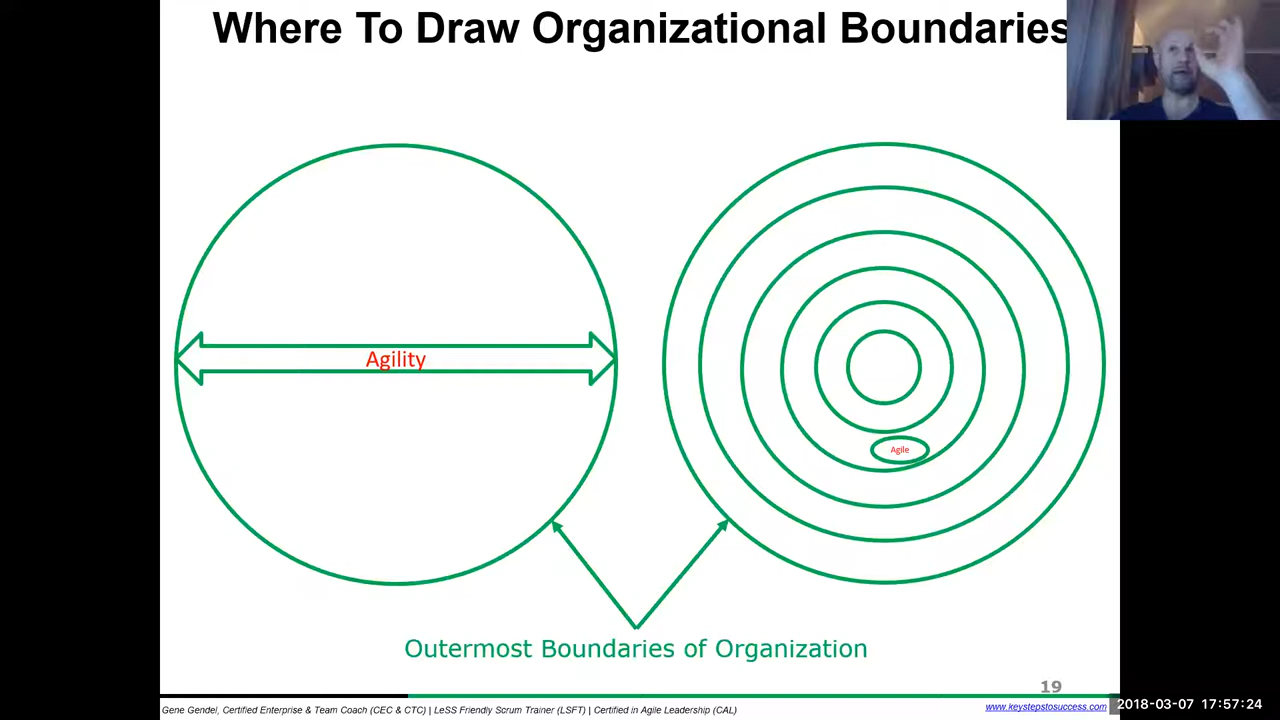 Where To Draw Organizational Boundaries
Agility
Agile
Outermost Boundaries of Organization
19
Gene Gendel, Certified Enterprise & Team Coach (CEC & CTC) | LeSS Friendly Scrum Trainer (LSFT) | Certified in Agile Leadership (CAL)
www.keystepstosuccess.com
2018-03-07 17:57:24